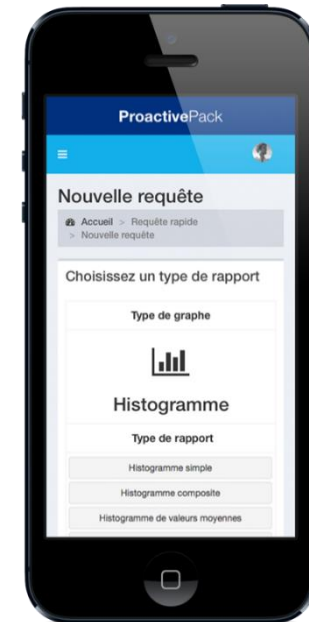 ProactivePack
Nouvelle requête
Accueil > Requête rapide
> Nouvelle requête
Choisissez un type de rapport
Type de graphe
Histogramme
Type de rapport
Histogramme simple
Histogramme composite
Histogramme de valeurs moyennes